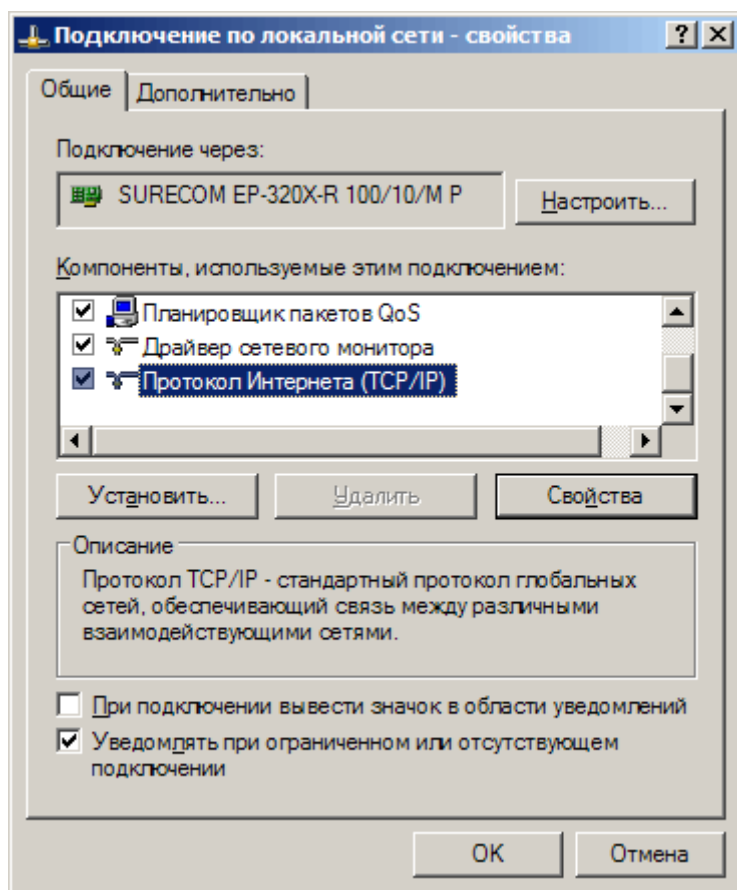 Подключение по локальной сети - свойства
Общие
Дополнительно
Подключение через:
SURECOM EP-320X-R 100/10/M P
Настроить...
Компоненты, используемые этим подключением:
Планировщик пакетов QoS
Драйвер сетевого монитора
Протокол Интернета (TCP/IP)
Установить...
Удалить
Свойства
Описание
Протокол TCP/IP - стандартный протокол глобальных
сетей, обеспечивающий связь между различными
взаимодействующими сетями.
При подключении вывести значок в области уведомлений
Уведомлять при ограниченном или отсутствующем
подключении
OK
Отмена